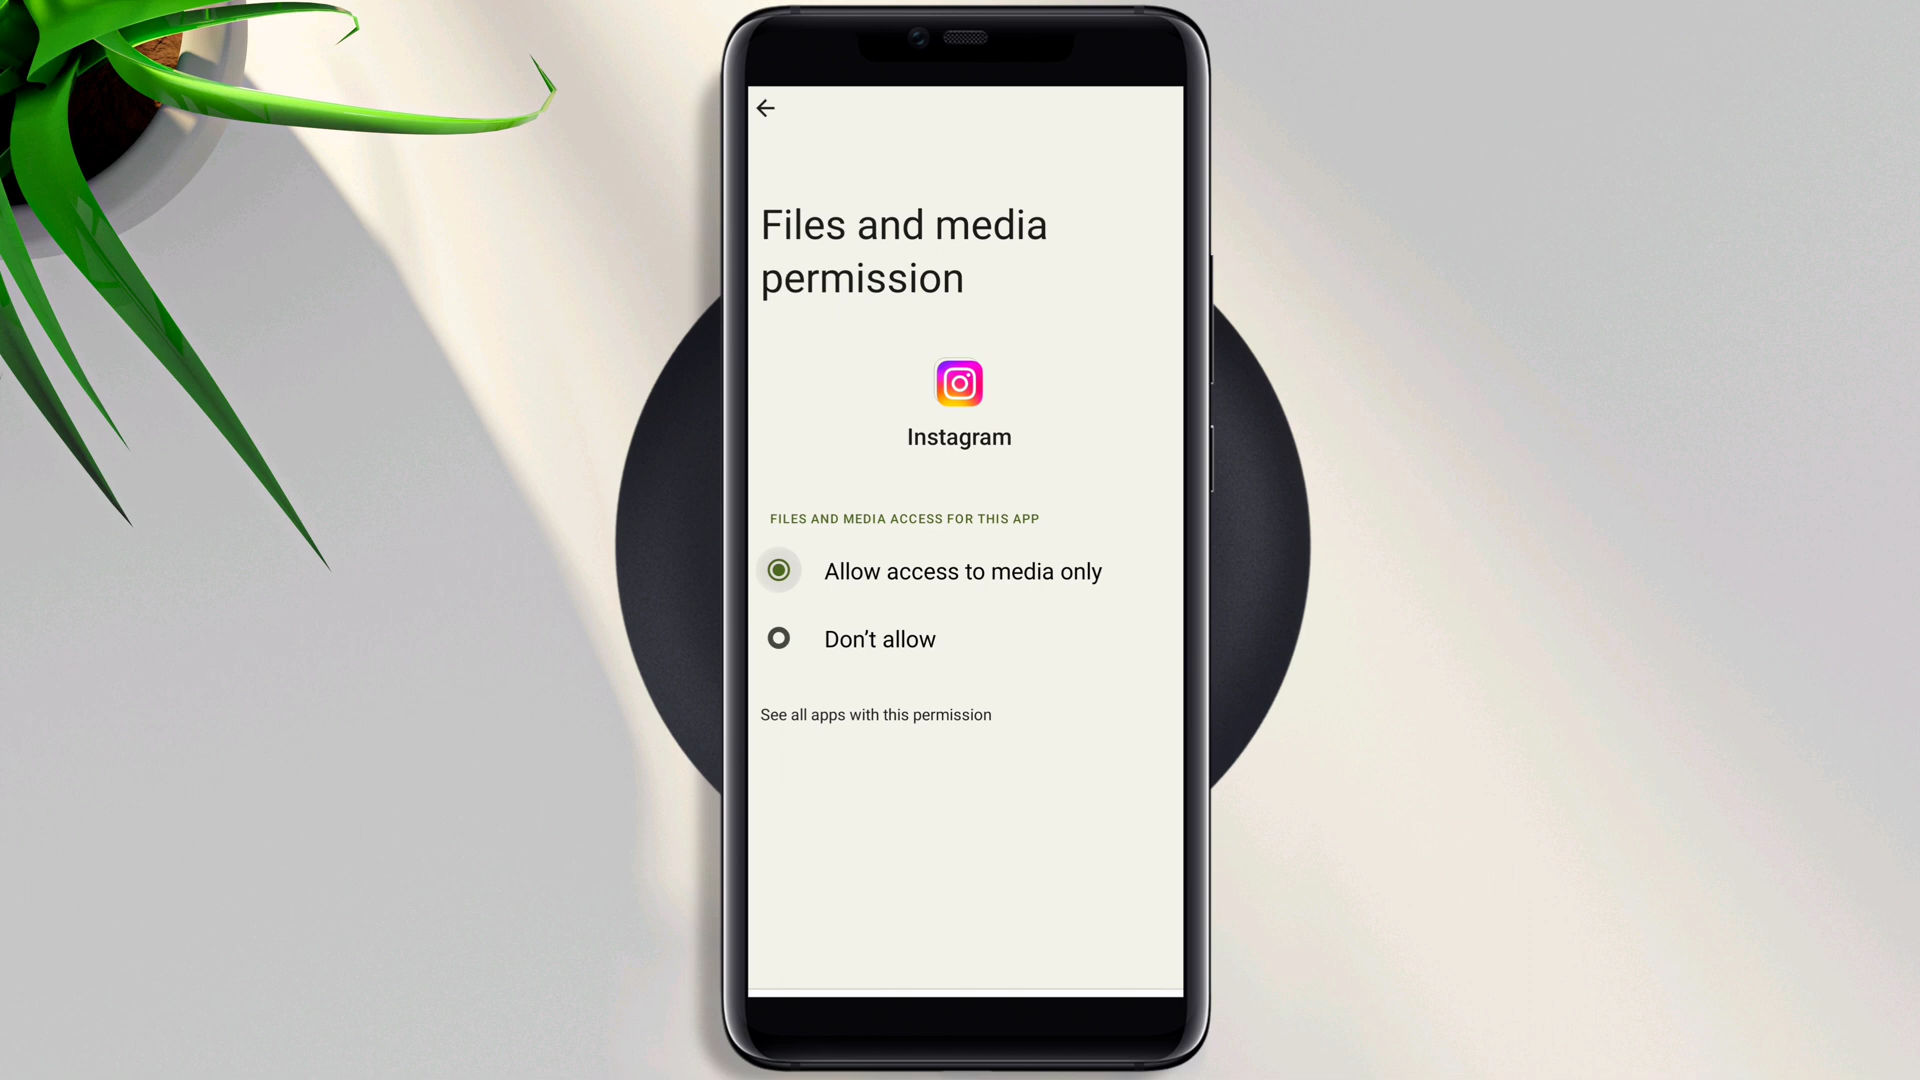 Files and media
permission
Instagram
FILES AND MEDIA ACCESS FOR THIS APP
Allow access to media only
Don’t allow
See all apps with this permission